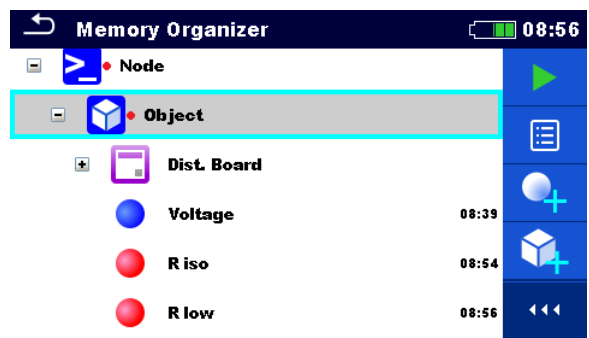 Memory Organizer 08:56
Node
Object
Dist. Board
Voltage 08:39
R iso 08:54
R low 08:56